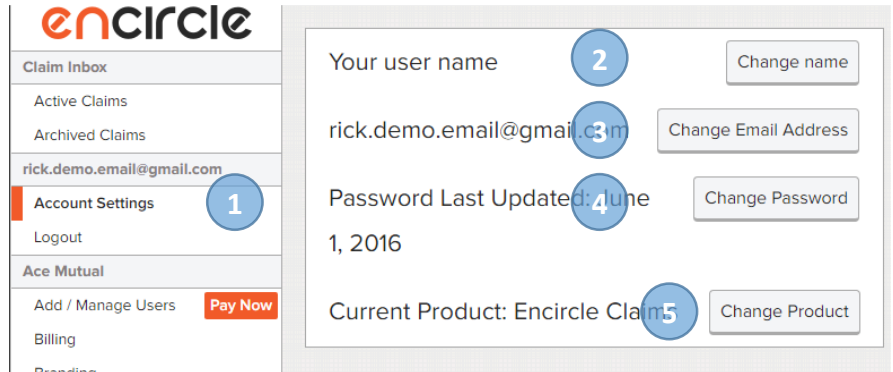 encircle
Claim Inbox
Active Claims
Archived Claims
rick.demo.email@gmail.com
Account Settings
1
Logout
Ace Mutual
Add / Manage Users
Pay Now
Billing
Branding
Your user name
2
Change name
rick.demo.email@gmail.com
3
Change Email Address
Password Last Updated: June
4
Change Password
1, 2016
Current Product: Encircle Claims
5
Change Product